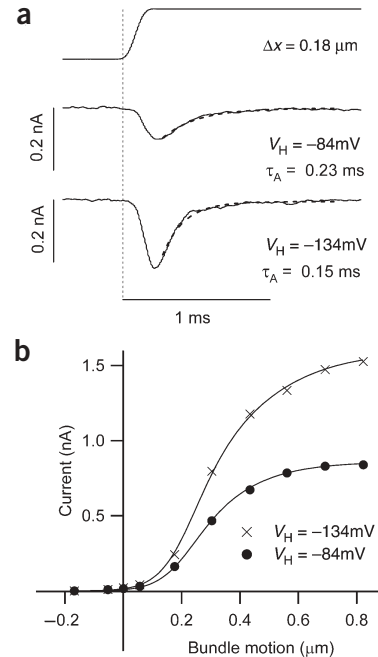 a
Δx = 0.18 μm
0.2 nA
V_H = –84mV
τ_A = 0.23 ms
0.2 nA
V_H = –134mV
τ_A = 0.15 ms
1 ms
b
1.5
1.0
0.5
Current (nA)
× V_H = –134mV
● V_H = –84mV
–0.2 0.2 0.4 0.6 0.8
Bundle motion (μm)